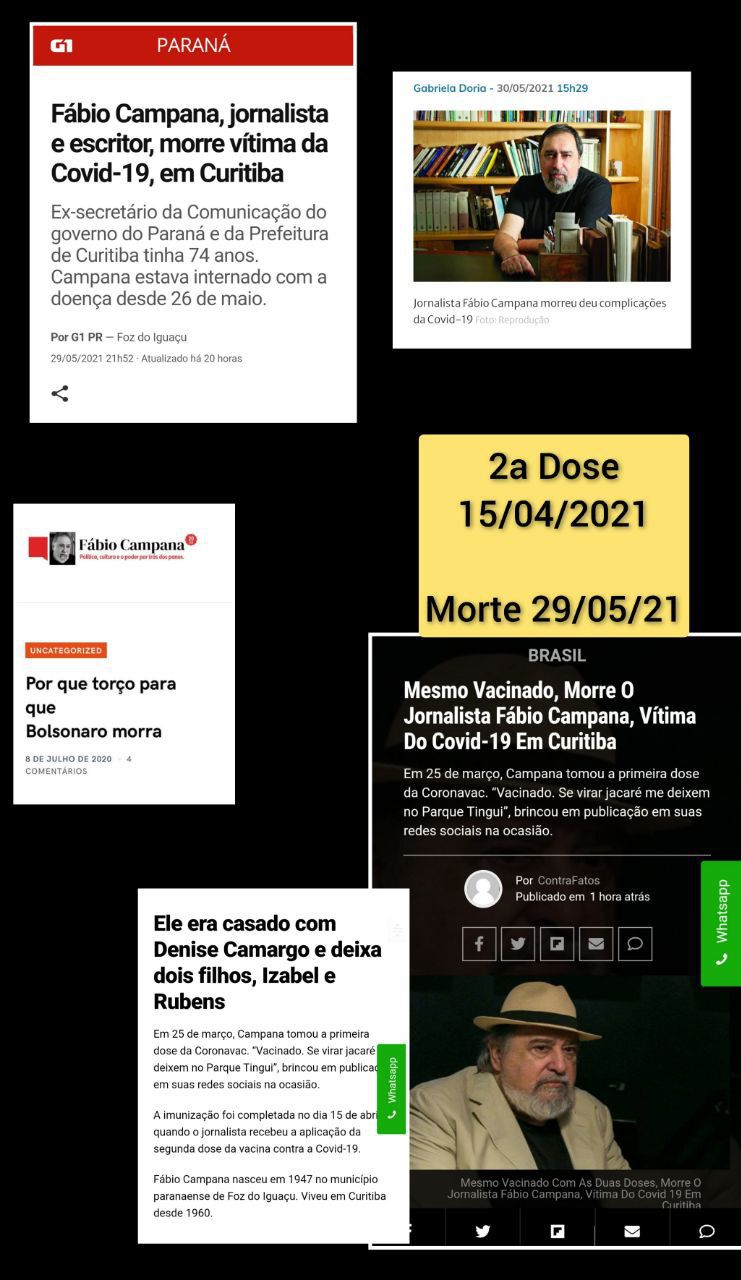 G1 PARANÁ
Fábio Campana, jornalista
e escritor, morre vítima da
Covid-19, em Curitiba
Ex-secretário da Comunicação do
governo do Paraná e da Prefeitura
de Curitiba tinha 74 anos.
Campana estava internado com a
doença desde 26 de maio.
Por G1 PR — Foz do Iguaçu
29/05/2021 21h52 · Atualizado há 20 horas
Gabriela Doria - 30/05/2021 15h29
Jornalista Fábio Campana morreu deu complicações
da Covid-19 Foto: Reprodução
2a Dose
15/04/2021
Morte 29/05/21
Fábio Campana
Política, cultura e o poder por trás dos panos.
UNCATEGORIZED
Por que torço para
que
Bolsonaro morra
8 DE JULHO DE 2020 • 4
COMENTÁRIOS
BRASIL
Mesmo Vacinado, Morre O
Jornalista Fábio Campana, Vítima
Do Covid-19 Em Curitiba
Em 25 de março, Campana tomou a primeira dose
da Coronavac. “Vacinado. Se virar jacaré me deixem
no Parque Tingui”, brincou em publicação em suas
redes sociais na ocasião.
Por ContraFatos
Publicado em 1 hora atrás
Whatsapp
Ele era casado com
Denise Camargo e deixa
dois filhos, Izabel e
Rubens
Em 25 de março, Campana tomou a primeira
dose da Coronavac. “Vacinado. Se virar jacaré
deixem no Parque Tingui”, brincou em publicac
em suas redes sociais na ocasião.
A imunização foi completada no dia 15 de abri
quando o jornalista recebeu a aplicação da
segunda dose da vacina contra a Covid-19.
Fábio Campana nasceu em 1947 no município
paranaense de Foz do Iguaçu. Viveu em Curitiba
desde 1960.
Whatsapp
Mesmo Vacinado Com As Duas Doses, Morre O
Jornalista Fábio Campana, Vítima Do Covid 19 Em
Curitiba